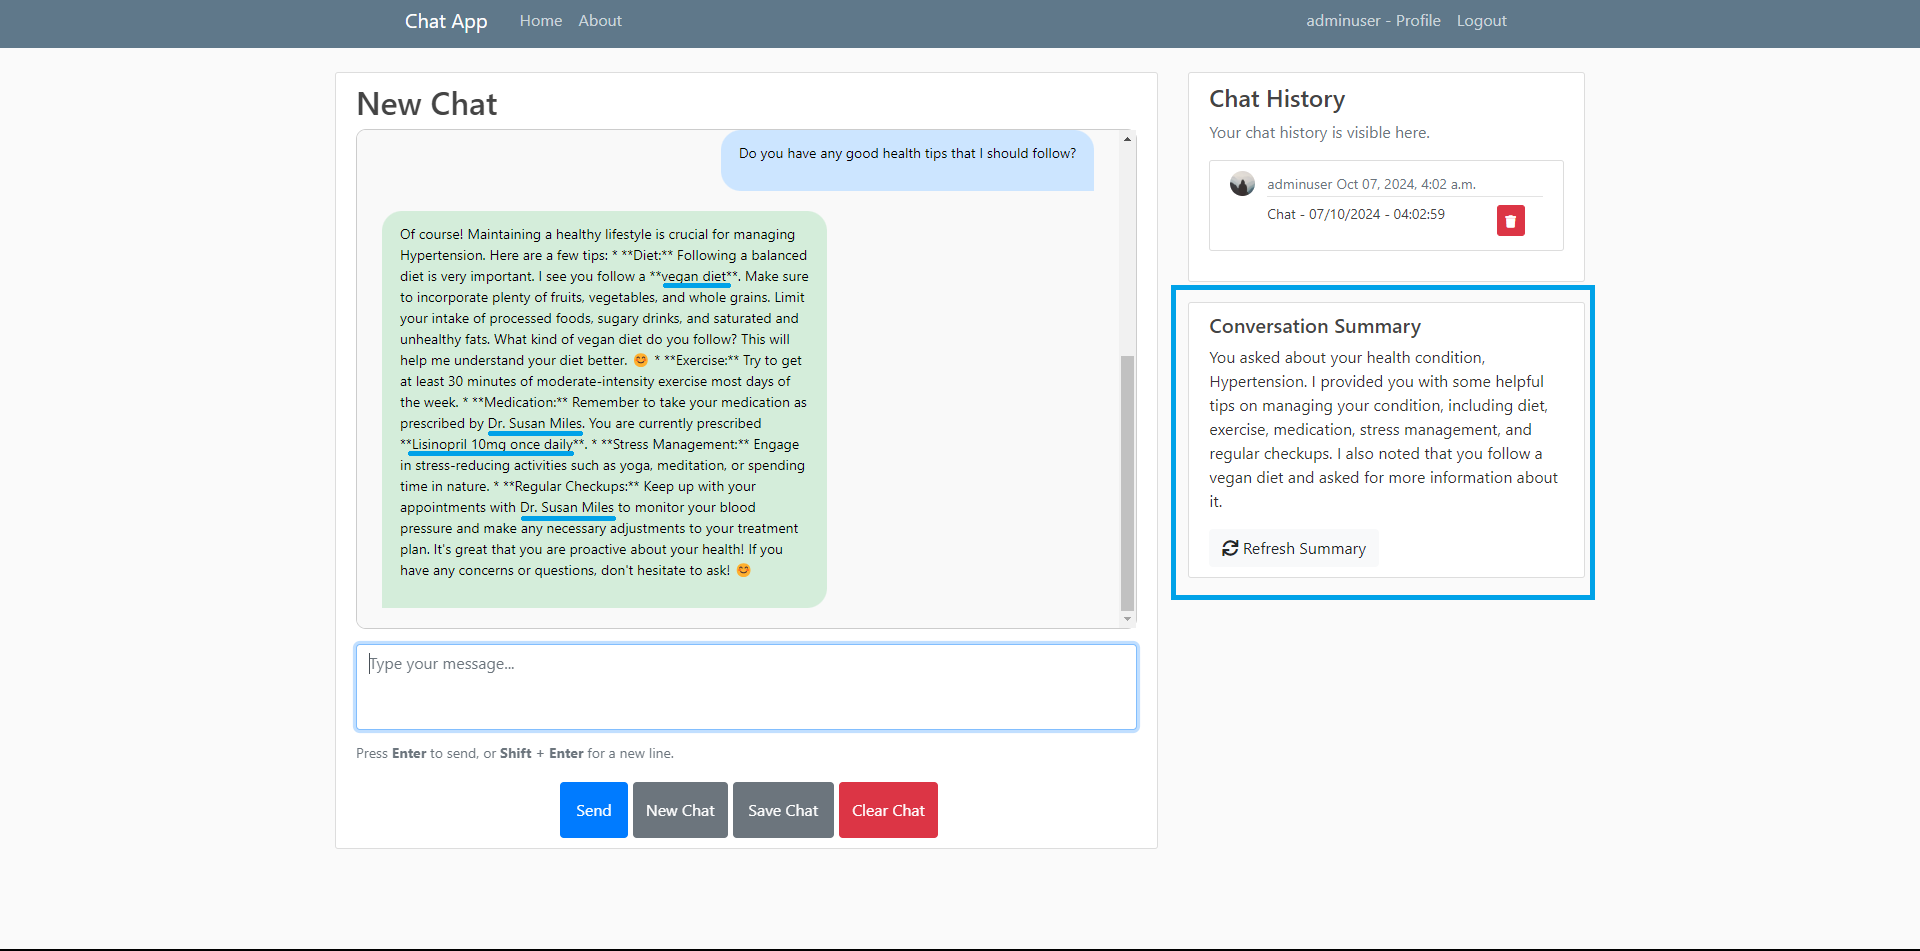 Chat App Home About adminuser - Profile Logout
New Chat
Do you have any good health tips that I should follow?
Of course! Maintaining a healthy lifestyle is crucial for managing
Hypertension. Here are a few tips: * **Diet:** Following a balanced
diet is very important. I see you follow a **vegan diet**. Make sure
to incorporate plenty of fruits, vegetables, and whole grains. Limit
your intake of processed foods, sugary drinks, and saturated and
unhealthy fats. What kind of vegan diet do you follow? This will
help me understand your diet better. 😊 * **Exercise:** Try to get
at least 30 minutes of moderate-intensity exercise most days of
the week. * **Medication:** Remember to take your medication as
prescribed by Dr. Susan Miles. You are currently prescribed
**Lisinopril 10mg once daily**. * **Stress Management:** Engage
in stress-reducing activities such as yoga, meditation, or spending
time in nature. * **Regular Checkups:** Keep up with your
appointments with Dr. Susan Miles to monitor your blood
pressure and make any necessary adjustments to your treatment
plan. It's great that you are proactive about your health! If you
have any concerns or questions, don't hesitate to ask! 😊
Type your message...
Press Enter to send, or Shift + Enter for a new line.
Send New Chat Save Chat Clear Chat
Chat History
Your chat history is visible here.
adminuser Oct 07, 2024, 4:02 a.m.
Chat - 07/10/2024 - 04:02:59
Conversation Summary
You asked about your health condition,
Hypertension. I provided you with some helpful
tips on managing your condition, including diet,
exercise, medication, stress management, and
regular checkups. I also noted that you follow a
vegan diet and asked for more information about
it.
Refresh Summary